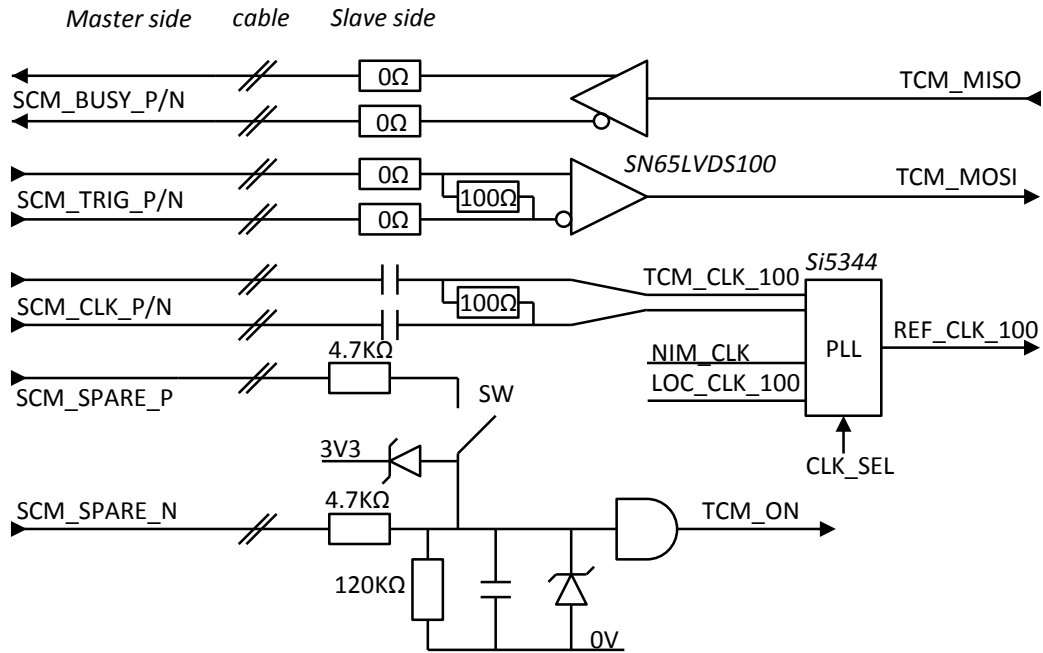 Master side cable Slave side
0Ω
SCM_BUSY_P/N
TCM_MISO
0Ω
SN65LVDS100
0Ω
SCM_TRIG_P/N
100Ω
TCM_MOSI
0Ω
Si5344
TCM_CLK_100
SCM_CLK_P/N
100Ω
REF_CLK_100
PLL
4.7KΩ
NIM_CLK
LOC_CLK_100
SCM_SPARE_P
SW
3V3
CLK_SEL
4.7KΩ
SCM_SPARE_N
TCM_ON
120KΩ
0V